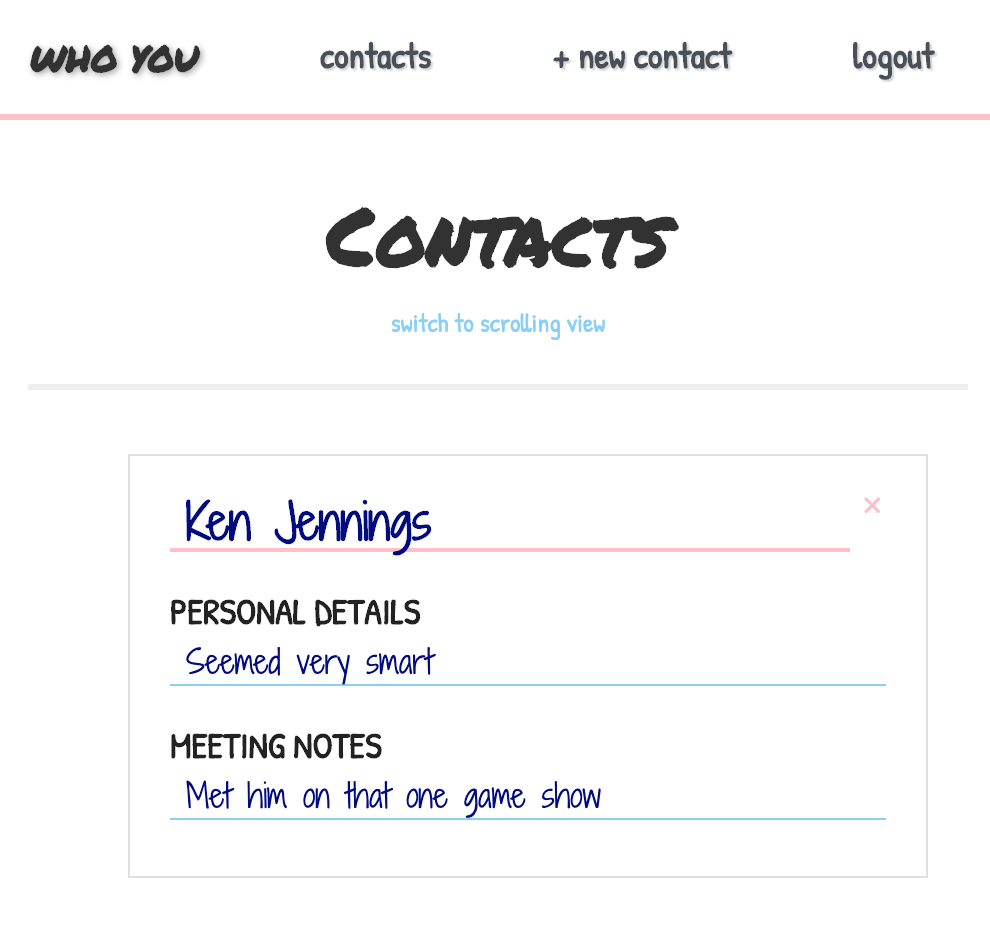 WHO YOU
contacts
+ new contact
logout
CONTACTS
switch to scrolling view
Ken Jennings
×
PERSONAL DETAILS
Seemed very smart
MEETING NOTES
Met him on that one game show